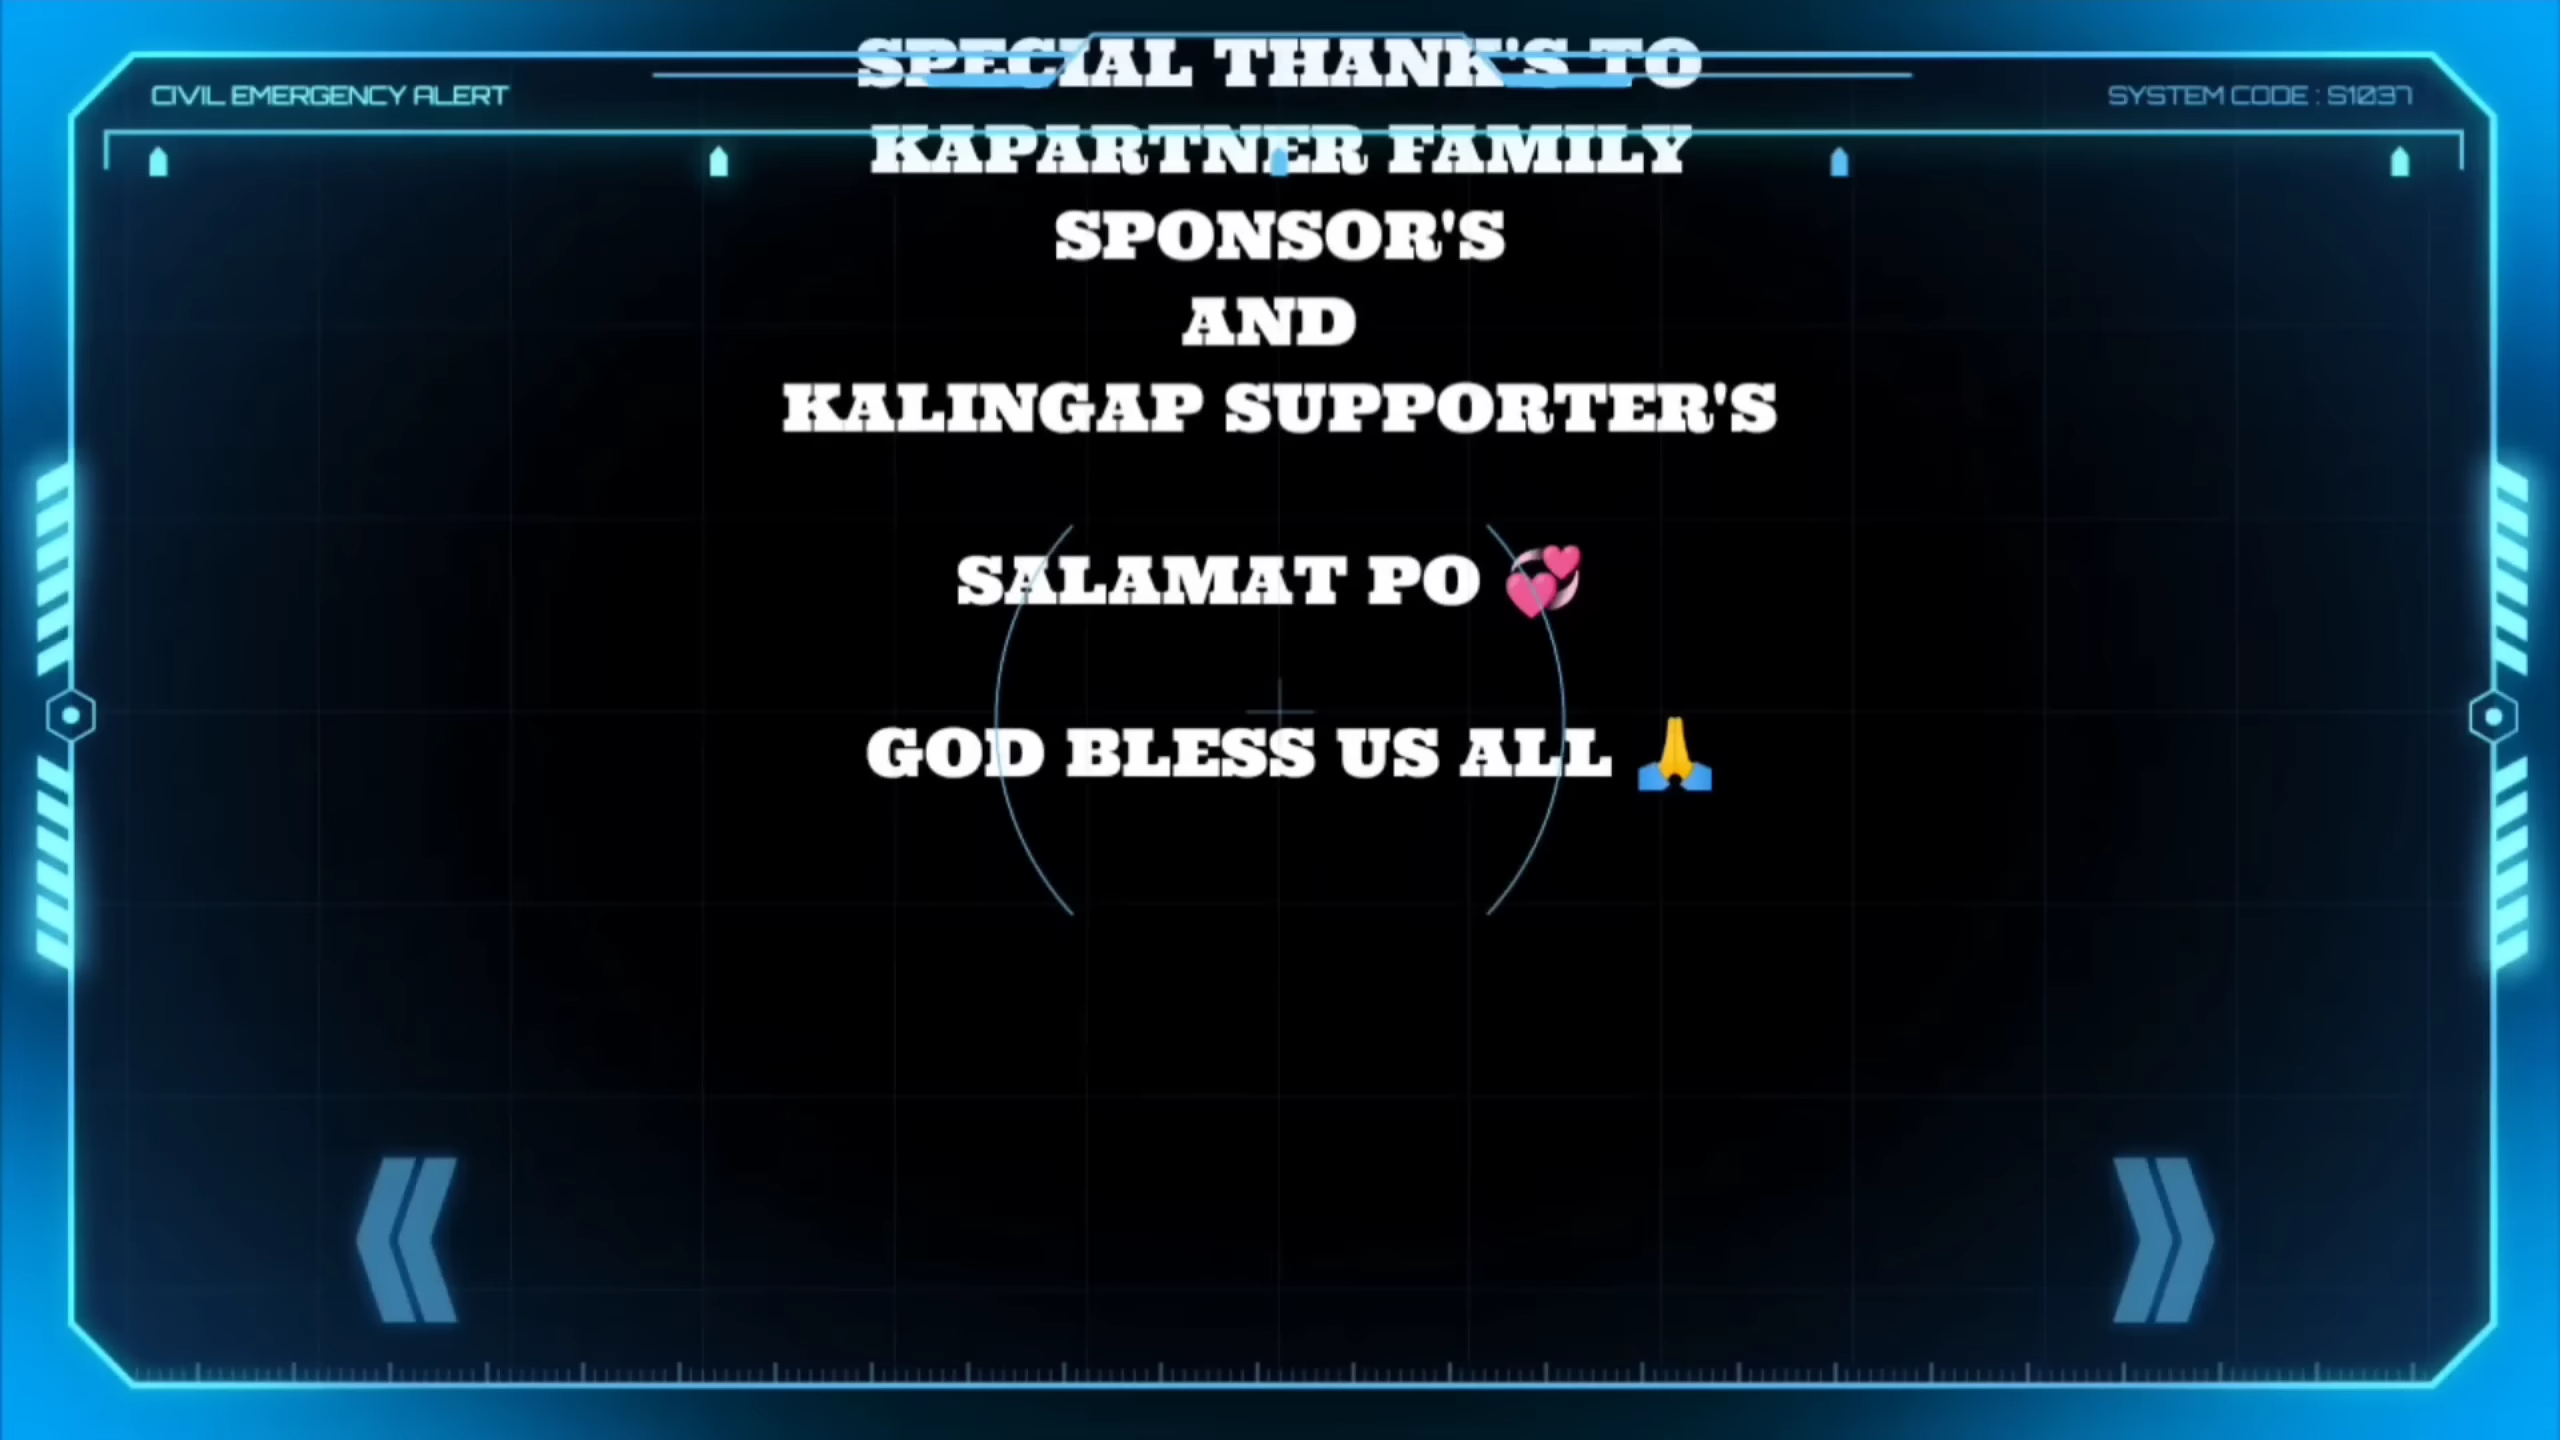 SPECIAL THANK'S TO
CIVIL EMERGENCY ALERT
SYSTEM CODE : S1037
KAPARTNER FAMILY
SPONSOR'S
AND
KALINGAP SUPPORTER'S
SALAMAT PO 💞
GOD BLESS US ALL 🙏